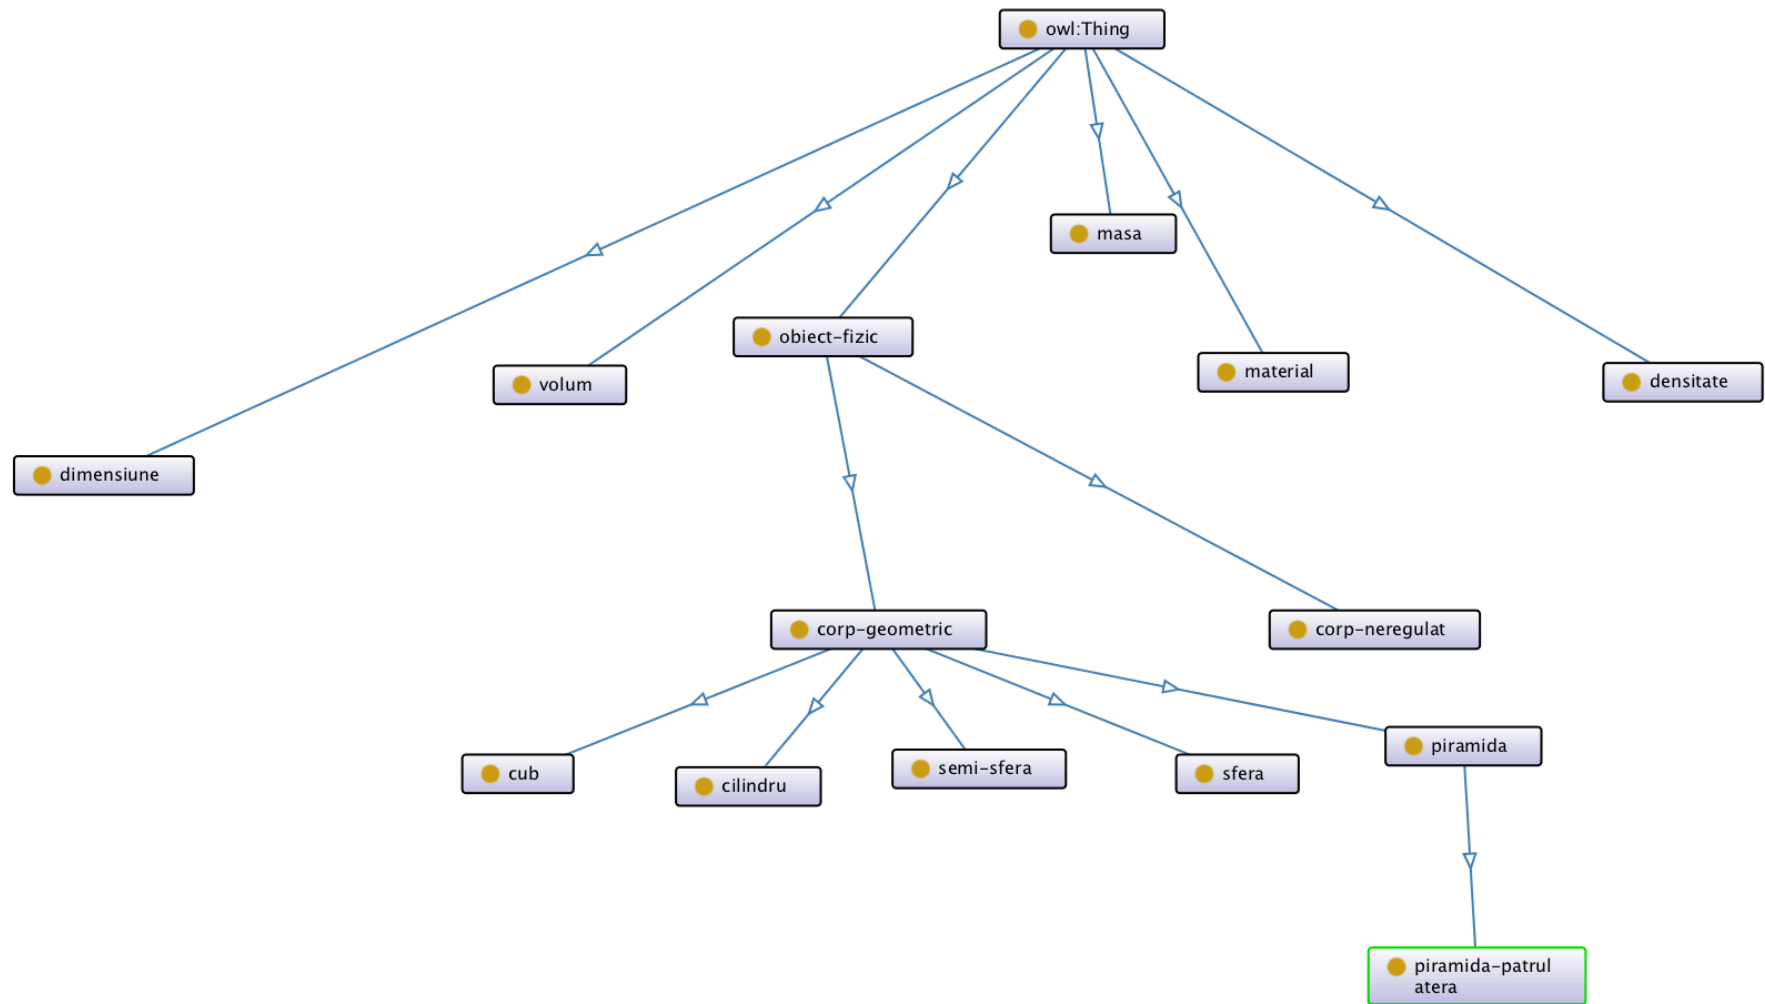 owl:Thing
masa
obiect-fizic
volum
material
densitate
dimensiune
corp-geometric
corp-neregulat
piramida
cub
cilindru
semi-sfera
sfera
piramida-patrul
atera